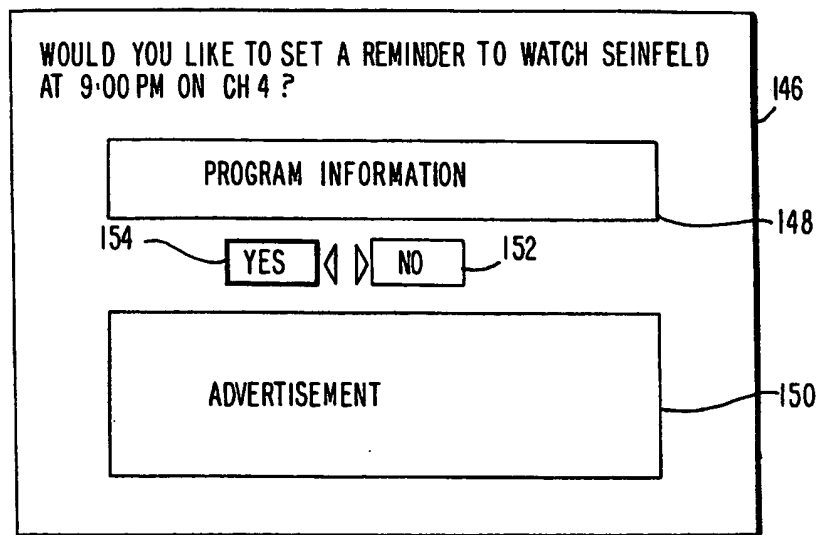 WOULD YOU LIKE TO SET A REMINDER TO WATCH SEINFELD
AT 9:00 PM ON CH 4 ?
146
PROGRAM INFORMATION
148
154
YES
NO
152
ADVERTISEMENT
150